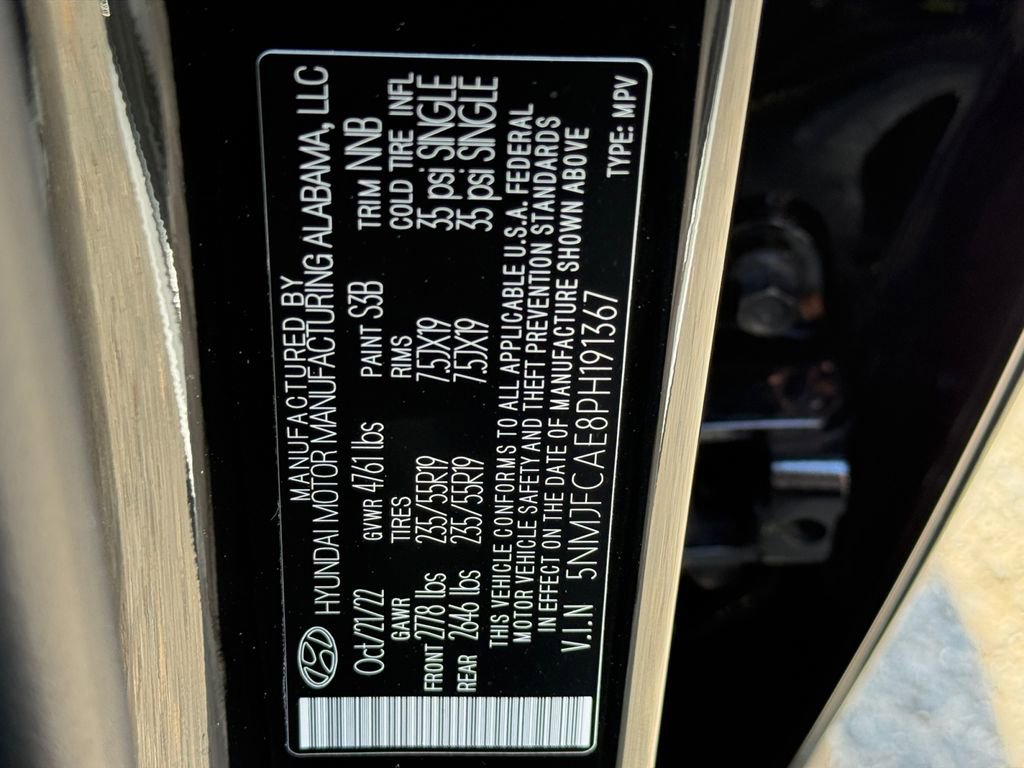 MANUFACTURED BY
HYUNDAI MOTOR MANUFACTURING ALABAMA, LLC
Oct/21/22 GVWR 4761 lbs PAINT S3B TRIM NNB
GAWR TIRES RIMS COLD TIRE INFL
FRONT 2778 lbs 235/55R19 7.5JX19 35 psi SINGLE
REAR 2646 lbs 235/55R19 7.5JX19 35 psi SINGLE
THIS VEHICLE CONFORMS TO ALL APPLICABLE U.S.A. FEDERAL
MOTOR VEHICLE SAFETY AND THEFT PREVENTION STANDARDS
IN EFFECT ON THE DATE OF MANUFACTURE SHOWN ABOVE
V.I.N 5NMJFCAE8PH191367
TYPE: MPV